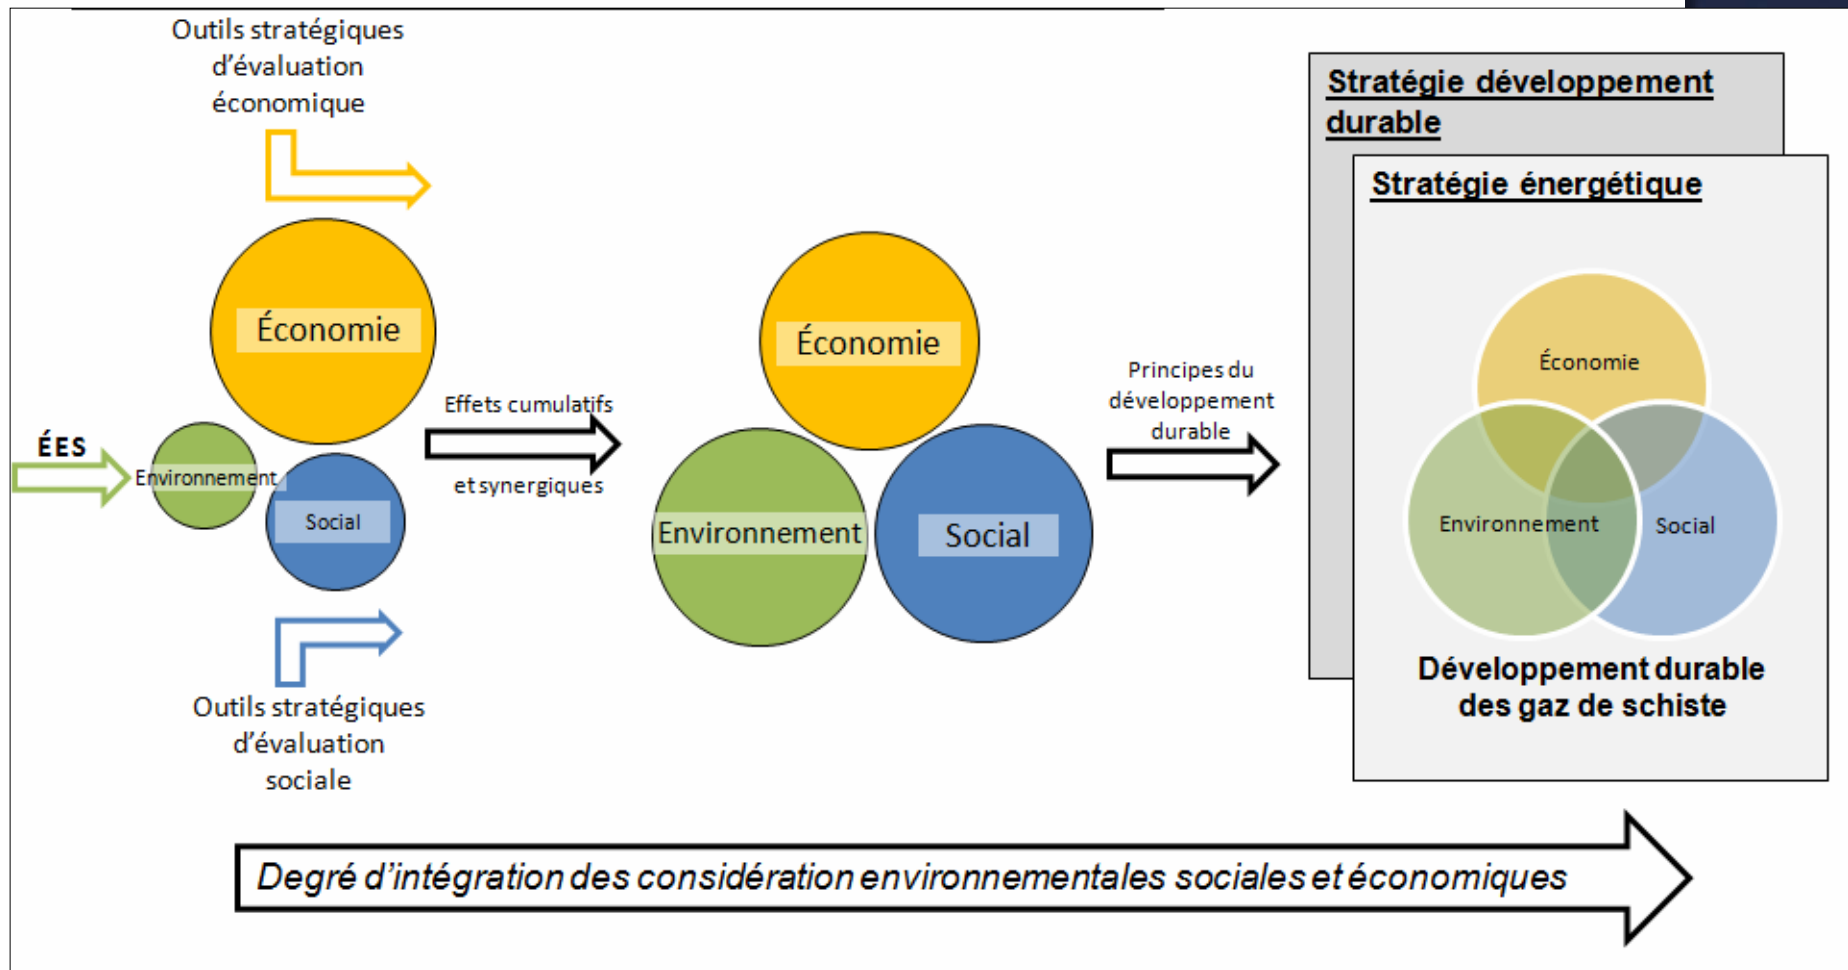 Outils stratégiques
d'évaluation
économique
Économie
ÉES
Environnement
Social
Outils stratégiques
d'évaluation
sociale
Effets cumulatifs
et synergiques
Économie
Environnement
Social
Principes du
développement
durable
Stratégie développement
durable
Stratégie énergétique
Économie
Environnement
Social
Développement durable
des gaz de schiste
Degré d'intégration des considération environnementales sociales et économiques